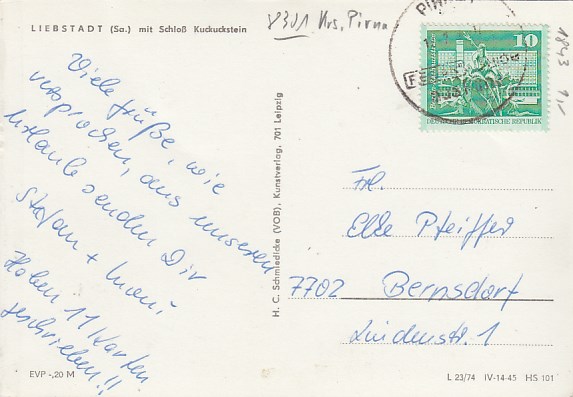 LIEBSTADT (Sa.) mit Schloß Kuckuckstein
8301 Krs. Pirna
Viele Grüße, wie
versprochen, aus unserem
Urlaub senden Dir
Stefan +
Haben 11 Karten
geschrieben!!
EVP -,20 M
H. C. Schmiedicke (VOB), Kunstverlag, 701 Leipzig
PIRNA
10
DEUTSCHE DEMOKRATISCHE REPUBLIK
1843
Frl.
Elke Pfeiffer
7702 Bernsdorf
Lindenstr. 1
L 23/74 IV-14-45 HS 101